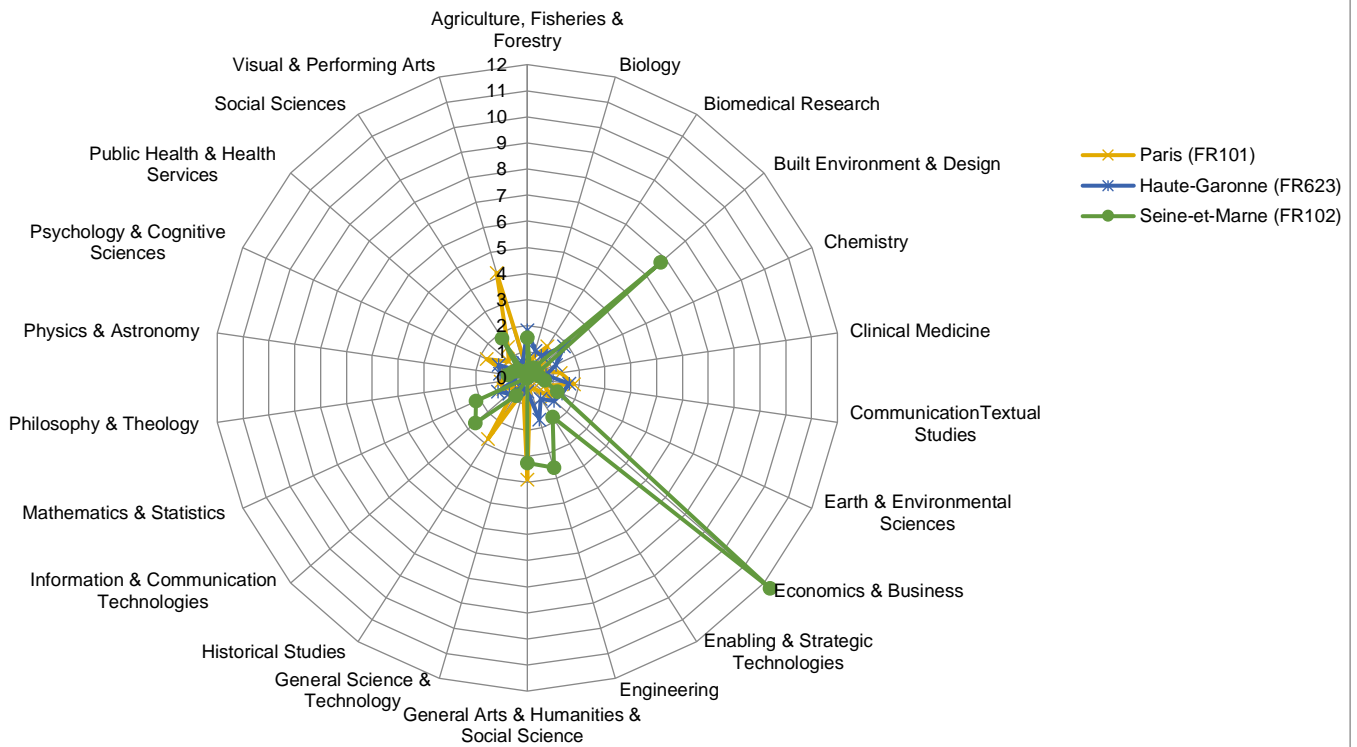 Agriculture, Fisheries &
Forestry
Biology
Biomedical Research
Built Environment & Design
Chemistry
Clinical Medicine
CommunicationTextual
Studies
Earth & Environmental
Sciences
Economics & Business
Enabling & Strategic
Technologies
Engineering
General Arts & Humanities &
Social Science
General Science &
Technology
Historical Studies
Information & Communication
Technologies
Mathematics & Statistics
Philosophy & Theology
Physics & Astronomy
Psychology & Cognitive
Sciences
Public Health & Health
Services
Social Sciences
Visual & Performing Arts
12
11
10
9
8
7
6
5
4
3
2
1
0
Paris (FR101)
Haute-Garonne (FR623)
Seine-et-Marne (FR102)